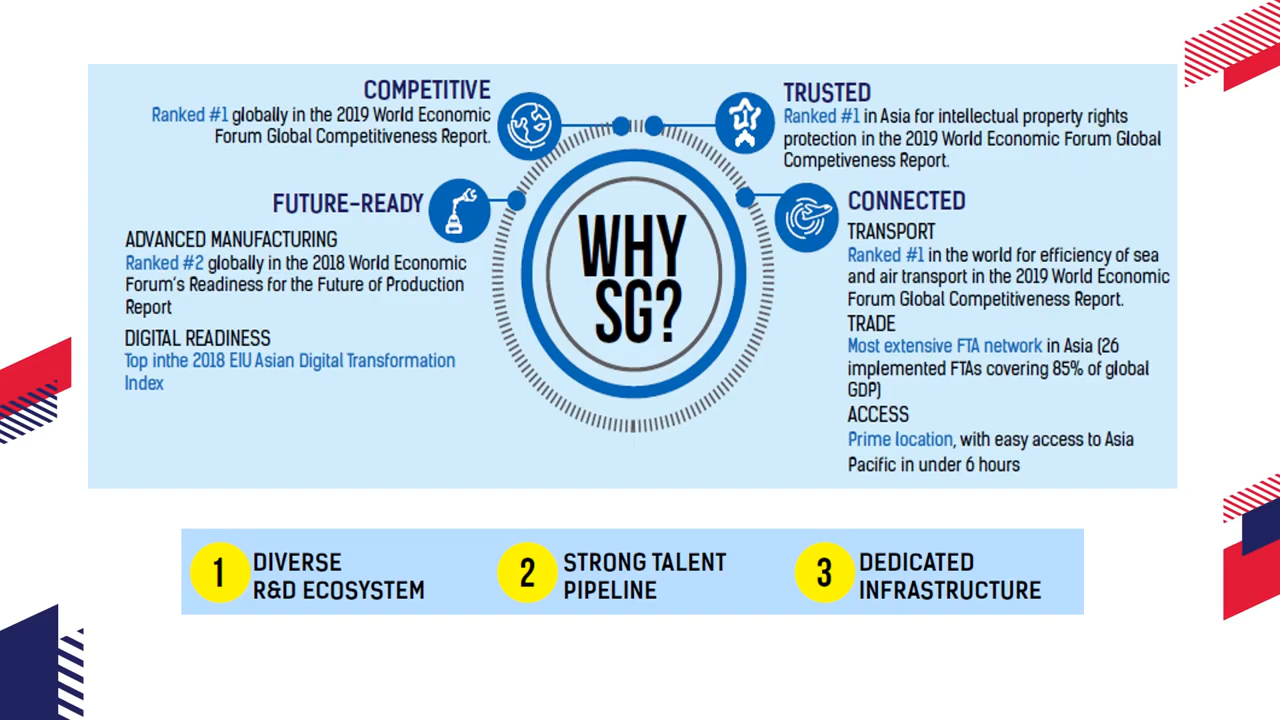 COMPETITIVE
Ranked #1 globally in the 2019 World Economic
Forum Global Competitiveness Report.
FUTURE-READY
ADVANCED MANUFACTURING
Ranked #2 globally in the 2018 World Economic
Forum's Readiness for the Future of Production
Report
DIGITAL READINESS
Top inthe 2018 EIU Asian Digital Transformation
Index
WHY
SG?
TRUSTED
Ranked #1 in Asia for intellectual property rights
protection in the 2019 World Economic Forum Global
Competiveness Report.
CONNECTED
TRANSPORT
Ranked #1 in the world for efficiency of sea
and air transport in the 2019 World Economic
Forum Global Competitiveness Report.
TRADE
Most extensive FTA network in Asia (26
implemented FTAs covering 85% of global
GDP)
ACCESS
Prime location, with easy access to Asia
Pacific in under 6 hours
1 DIVERSE
R&D ECOSYSTEM
2 STRONG TALENT
PIPELINE
3 DEDICATED
INFRASTRUCTURE